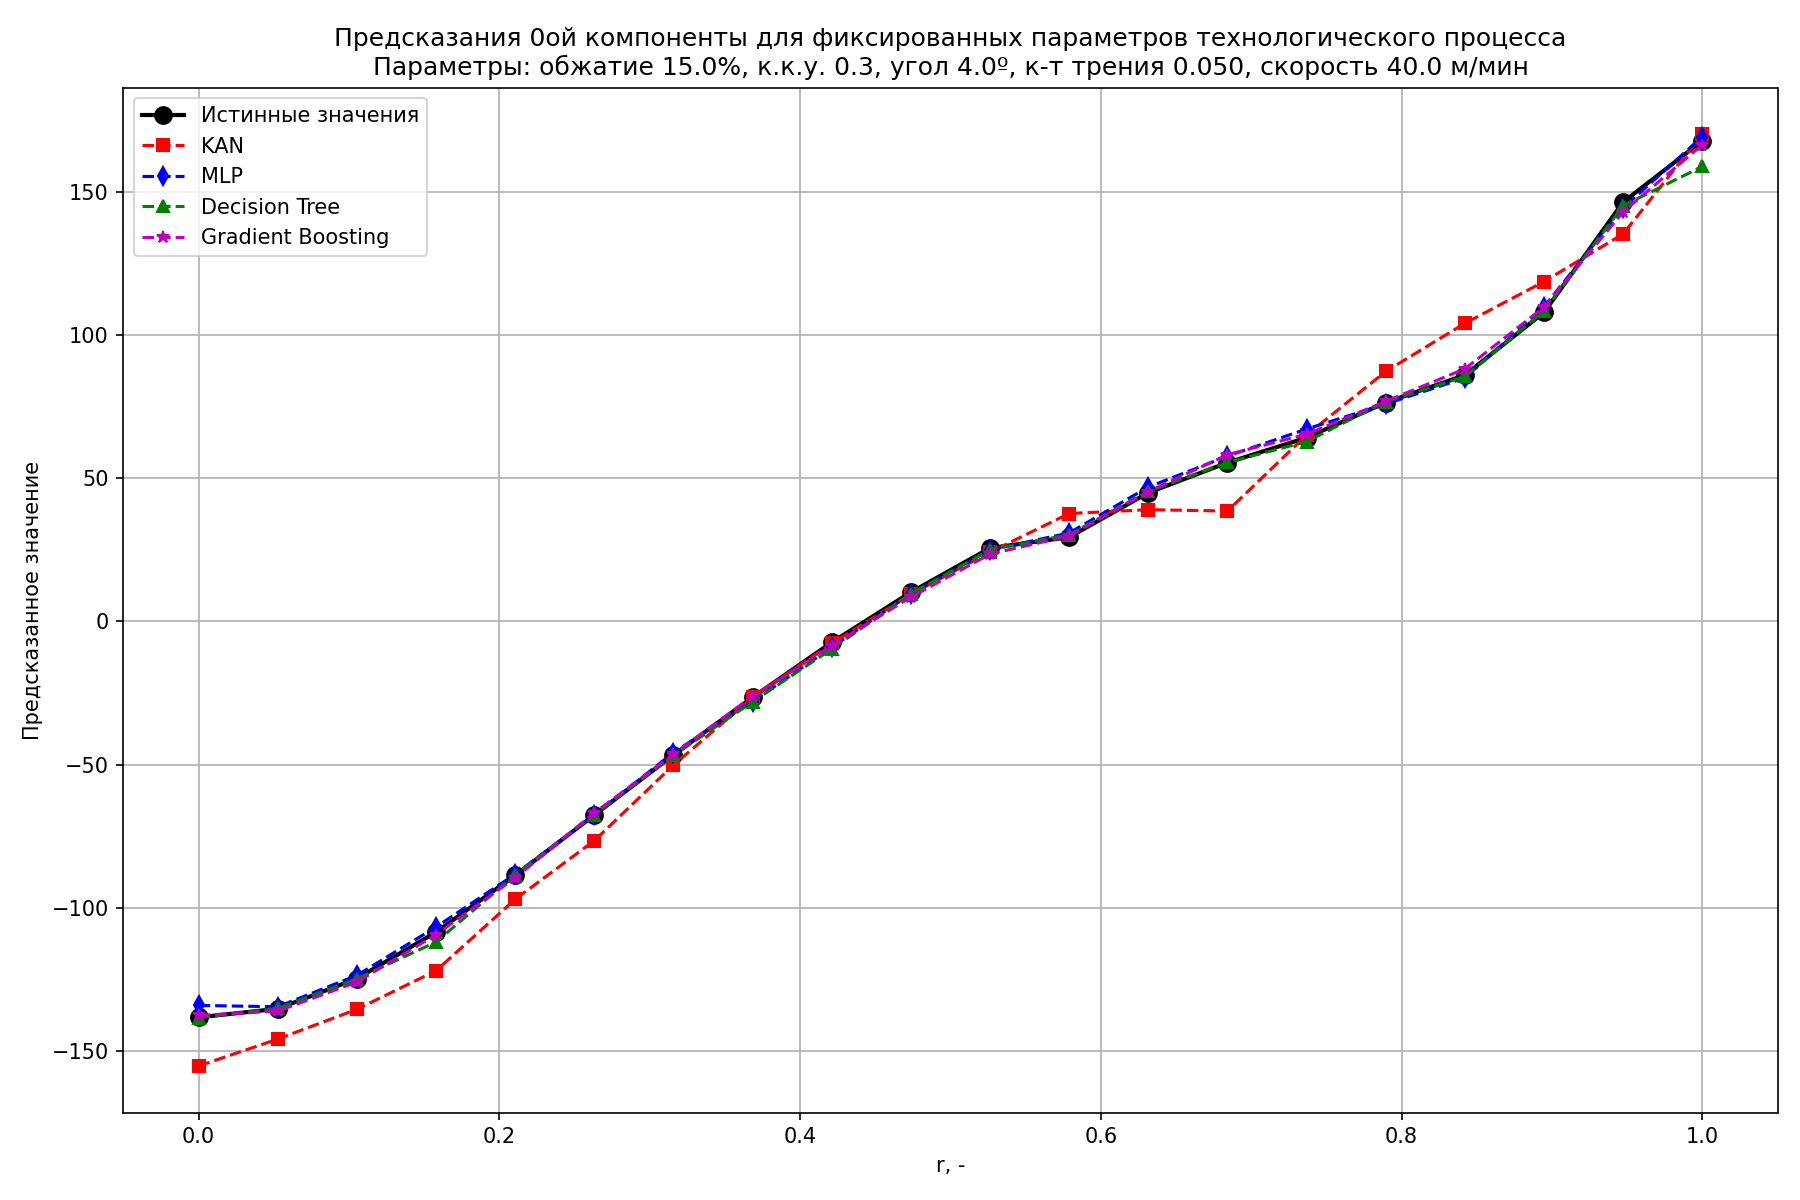 Предсказания 0ой компоненты для фиксированных параметров технологического процесса
Параметры: обжатие 15.0%, к.к.у. 0.3, угол 4.0º, к-т трения 0.050, скорость 40.0 м/мин
Истинные значения
KAN
MLP
Decision Tree
Gradient Boosting
Предсказанное значение
150
100
50
0
−50
−100
−150
0.0 0.2 0.4 0.6 0.8 1.0
r, -